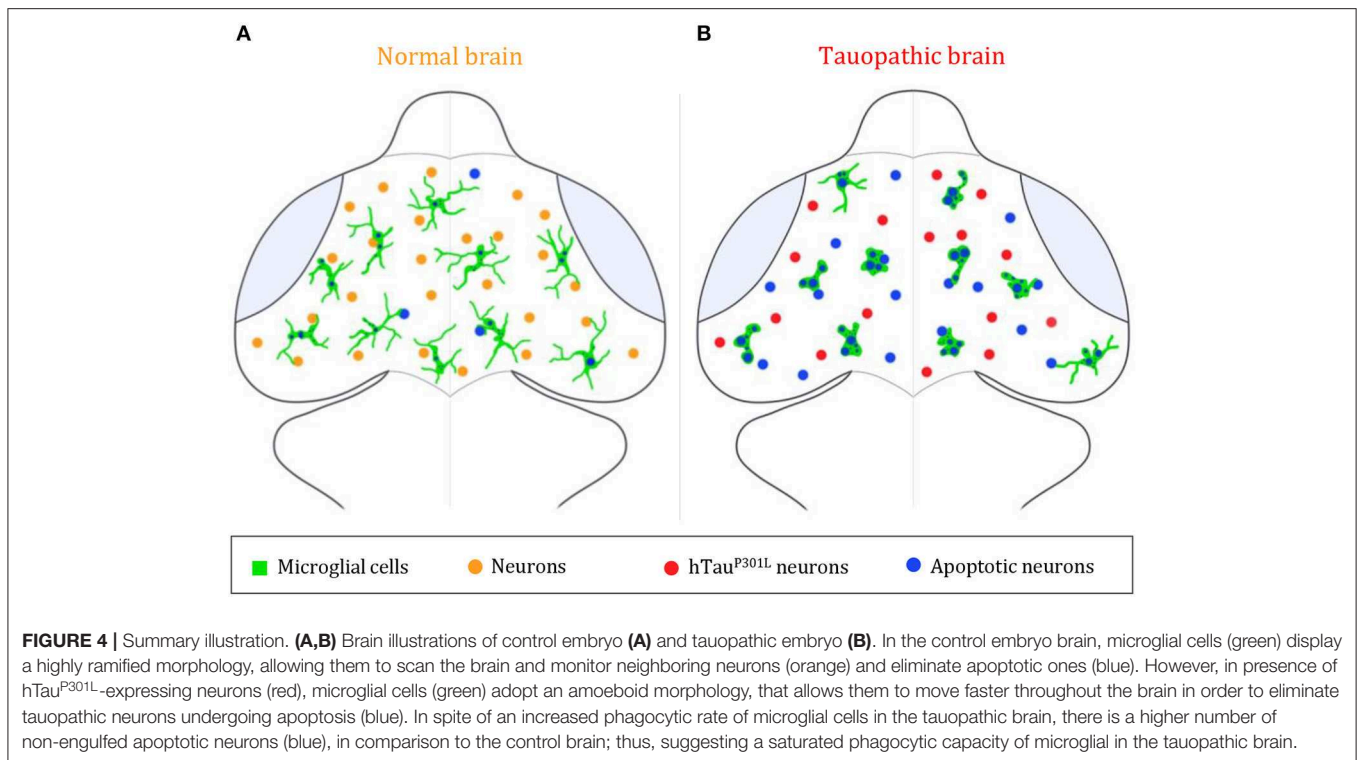 A
B
Normal brain
Tauopathic brain
Microglial cells
Neurons
hTauP301L neurons
Apoptotic neurons
FIGURE 4 | Summary illustration. (A,B) Brain illustrations of control embryo (A) and tauopathic embryo (B). In the control embryo brain, microglial cells (green) display
a highly ramified morphology, allowing them to scan the brain and monitor neighboring neurons (orange) and eliminate apoptotic ones (blue). However, in presence of
hTauP301L-expressing neurons (red), microglial cells (green) adopt an amoeboid morphology, that allows them to move faster throughout the brain in order to eliminate
tauopathic neurons undergoing apoptosis (blue). In spite of an increased phagocytic rate of microglial cells in the tauopathic brain, there is a higher number of
non-engulfed apoptotic neurons (blue), in comparison to the control brain; thus, suggesting a saturated phagocytic capacity of microglial in the tauopathic brain.